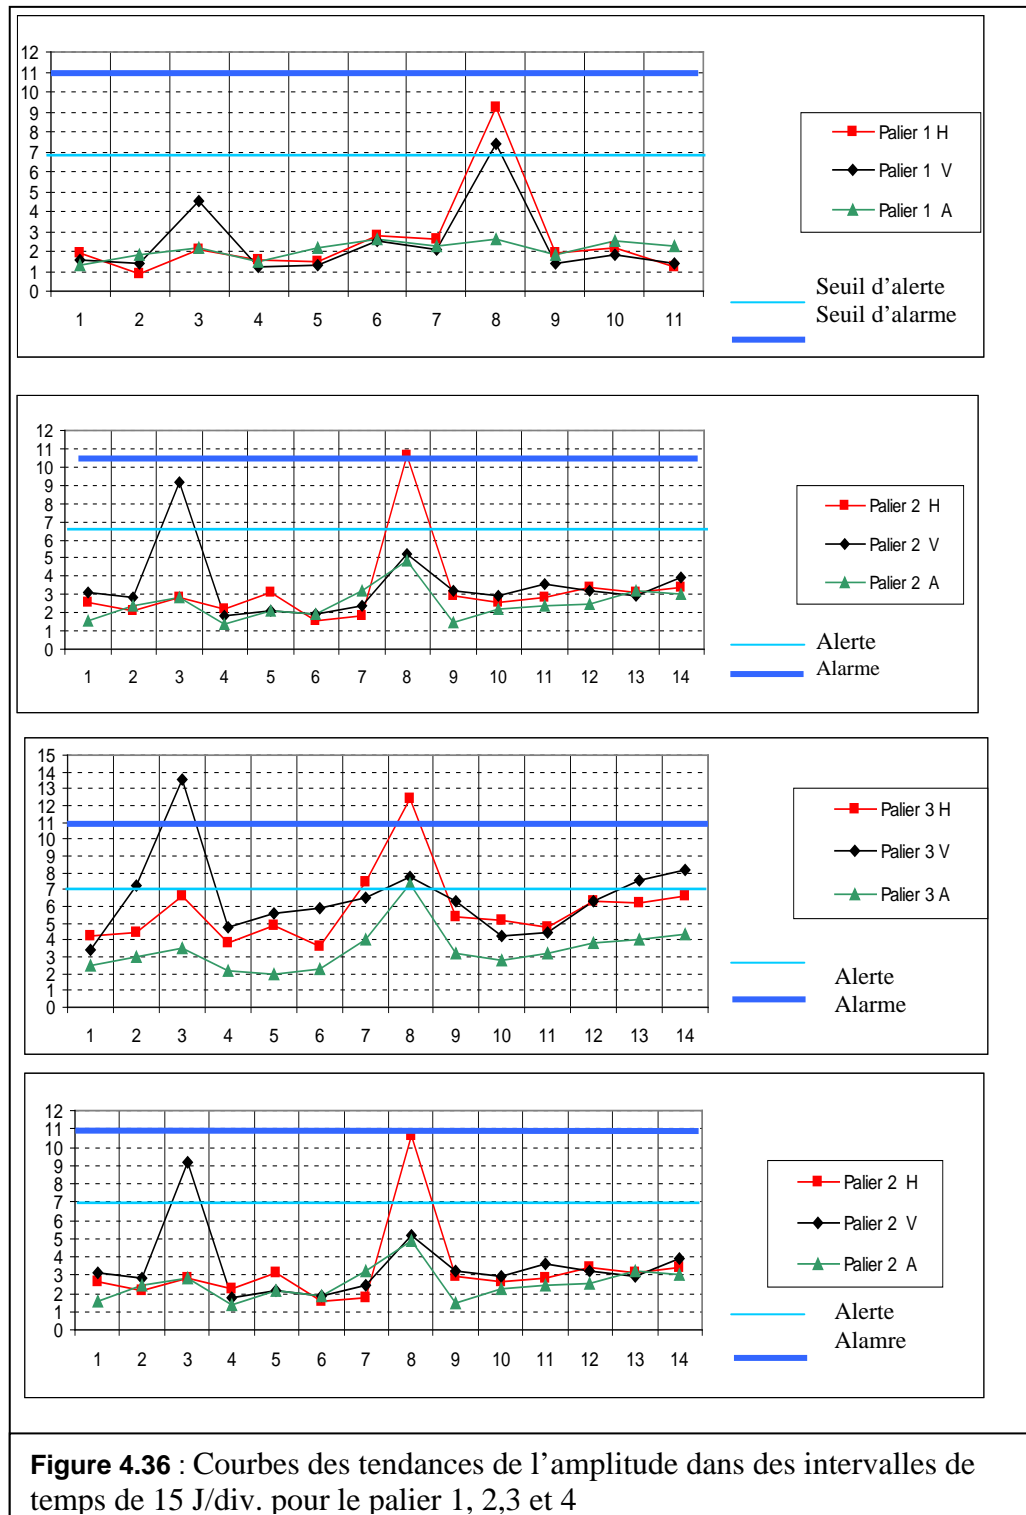 12
11
10
9
8
7
6
5
4
3
2
1
0
1 2 3 4 5 6 7 8 9 10 11
Palier 1 H
Palier 1 V
Palier 1 A
Seuil d'alerte
Seuil d'alarme
12
11
10
9
8
7
6
5
4
3
2
1
0
1 2 3 4 5 6 7 8 9 10 11 12 13 14
Palier 2 H
Palier 2 V
Palier 2 A
Alerte
Alarme
15
14
13
12
11
10
9
8
7
6
5
4
3
2
1
0
1 2 3 4 5 6 7 8 9 10 11 12 13 14
Palier 3 H
Palier 3 V
Palier 3 A
Alerte
Alarme
12
11
10
9
8
7
6
5
4
3
2
1
0
1 2 3 4 5 6 7 8 9 10 11 12 13 14
Palier 2 H
Palier 2 V
Palier 2 A
Alerte
Alamre
Figure 4.36 : Courbes des tendances de l'amplitude dans des intervalles de
temps de 15 J/div. pour le palier 1, 2,3 et 4